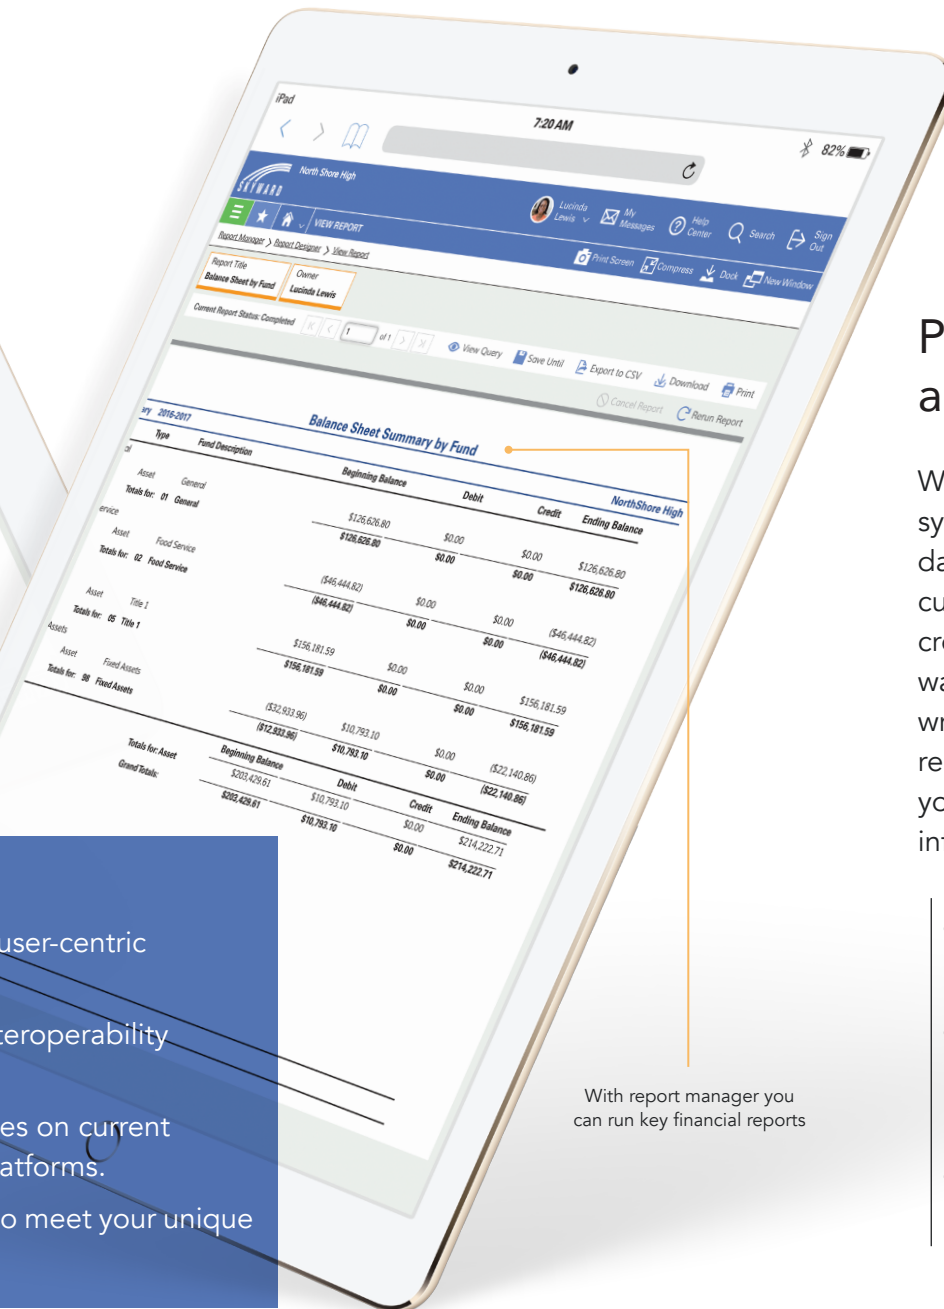 iPad
7:20 AM
82%
SKYWARD
North Shore High
Lucinda Lewis
My Messages
Help Center
Search
Sign Out
VIEW REPORT
Print Screen
Compress
Dock
New Window
Report Manager > Report Designer > View Report
Report Title
Balance Sheet by Fund
Owner
Lucinda Lewis
Current Report Status: Completed
1
of 1
View Query
Save Until
Export to CSV
Download
Print
Cancel Report
Rerun Report
2016-2017
Balance Sheet Summary by Fund
NorthShore High
Type Fund Description Beginning Balance Debit Credit Ending Balance
Asset General $126,626.80 $0.00 $0.00 $126,626.80
Totals for: 01 General $126,626.80 $0.00 $0.00 $126,626.80
ervice
Asset Food Service ($46,444.82) $0.00 $0.00 ($46,444.82)
Totals for: 02 Food Service ($46,444.82) $0.00 $0.00 ($46,444.82)
Asset Title 1 $156,181.59 $0.00 $0.00 $156,181.59
Totals for: 05 Title 1 $156,181.59 $0.00 $0.00 $156,181.59
Assets
Asset Fixed Assets ($32,933.96) $10,793.10 $0.00 ($22,140.86)
Totals for: 98 Fixed Assets ($12,933.96) $10,793.10 $0.00 ($22,140.86)
Beginning Balance Debit Credit Ending Balance
Totals for: Asset $203,429.61 $10,793.10 $0.00 $214,222.71
Grand Totals: $203,429.61 $10,793.10 $0.00 $214,222.71
user-centric
teroperability
es on current
atforms.
o meet your unique
With report manager you
can run key financial reports
P
a
W
sy
da
cu
cre
wa
wr
re
yo
int